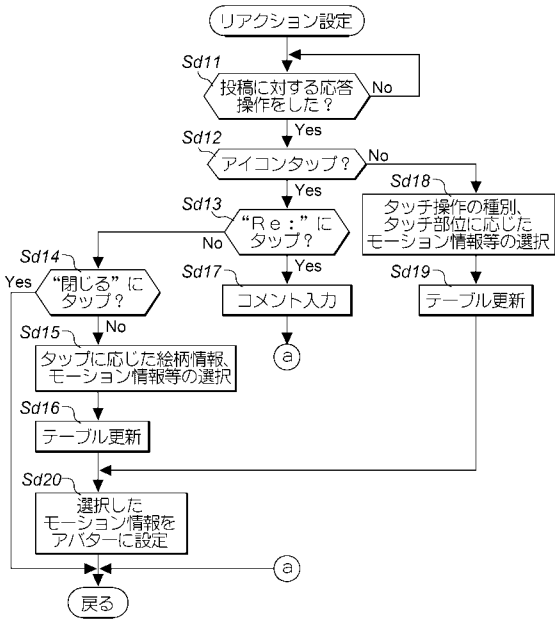 リアクション設定
Sd11
投稿に対する応答
操作をした？
No
Yes
Sd12
アイコンタップ？
No
Yes
Sd13
“Ｒｅ：”に
タップ？
No
Yes
Sd18
タッチ操作の種別、
タッチ部位に応じた
モーション情報等の選択
Sd14
“閉じる”に
タップ？
Yes
No
Sd17
コメント入力
ⓐ
Sd19
テーブル更新
Sd15
タップに応じた絵柄情報、
モーション情報等の選択
Sd16
テーブル更新
Sd20
選択した
モーション情報を
アバターに設定
ⓐ
戻る